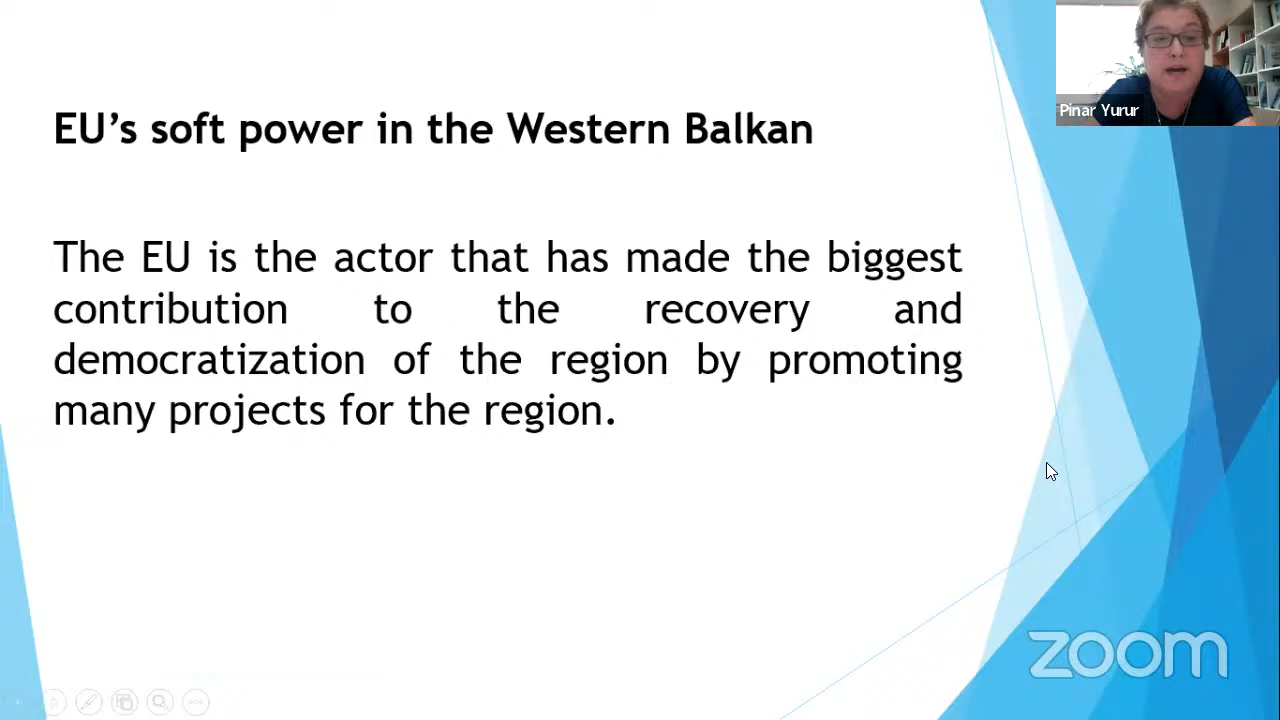 EU’s soft power in the Western Balkan
The EU is the actor that has made the biggest
contribution to the recovery and
democratization of the region by promoting
many projects for the region.
Pinar Yurur
zoom